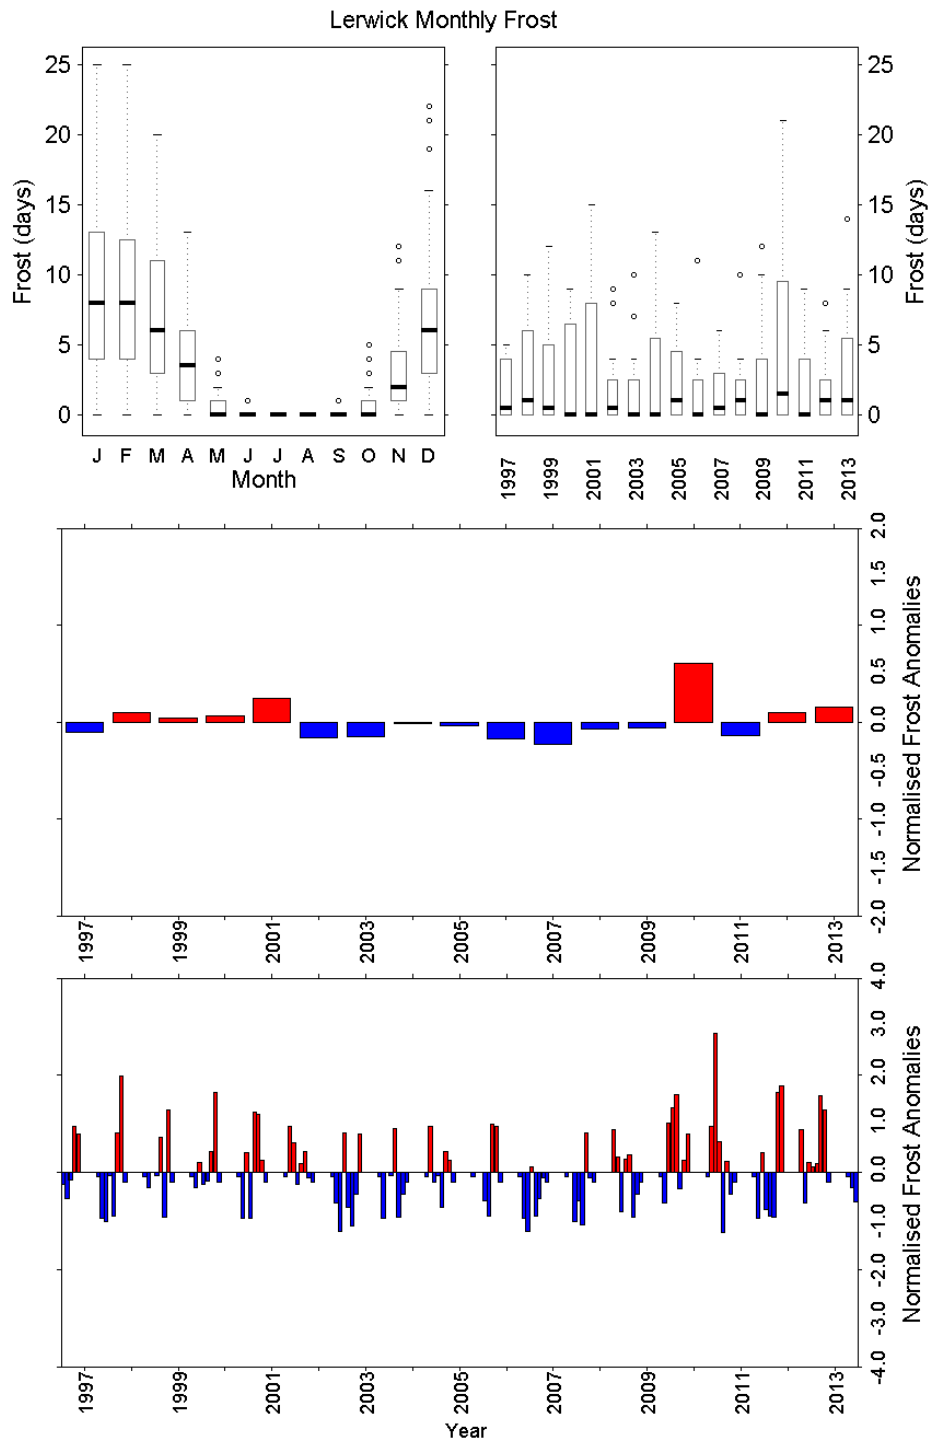 Lerwick Monthly Frost
25
20
15
10
5
0
Frost (days)
J F M A M J J A S O N D
Month
25
20
15
10
5
0
Frost (days)
1997 1999 2001 2003 2005 2007 2009 2011 2013
2.0
1.5
1.0
0.5
0.0
-0.5
-1.0
-1.5
-2.0
Normalised Frost Anomalies
1997 1999 2001 2003 2005 2007 2009 2011 2013
4.0
3.0
2.0
1.0
0.0
-1.0
-2.0
-3.0
-4.0
Normalised Frost Anomalies
1997 1999 2001 2003 2005 2007 2009 2011 2013
Year